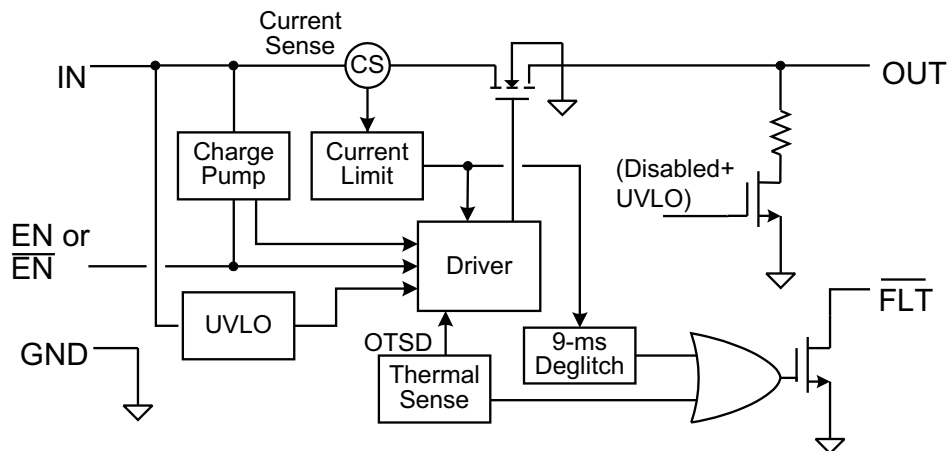 Current
Sense
IN
CS
OUT
Charge
Pump
Current
Limit
(Disabled+
UVLO)
EN or
EN
Driver
UVLO
FLT
GND
OTSD
9-ms
Deglitch
Thermal
Sense